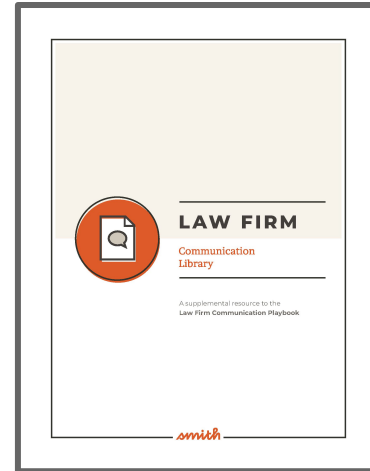 LAW FIRM
Communication
Library
A supplemental resource to the
Law Firm Communication Playbook
smith